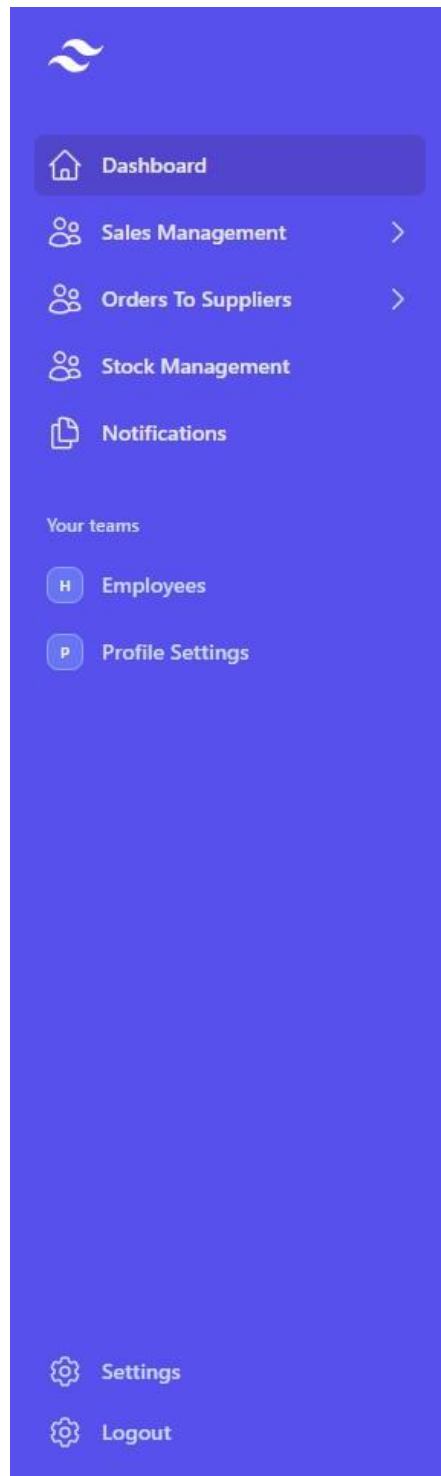 Dashboard
Sales Management
Orders To Suppliers
Stock Management
Notifications
Your teams
H Employees
P Profile Settings
Settings
Logout